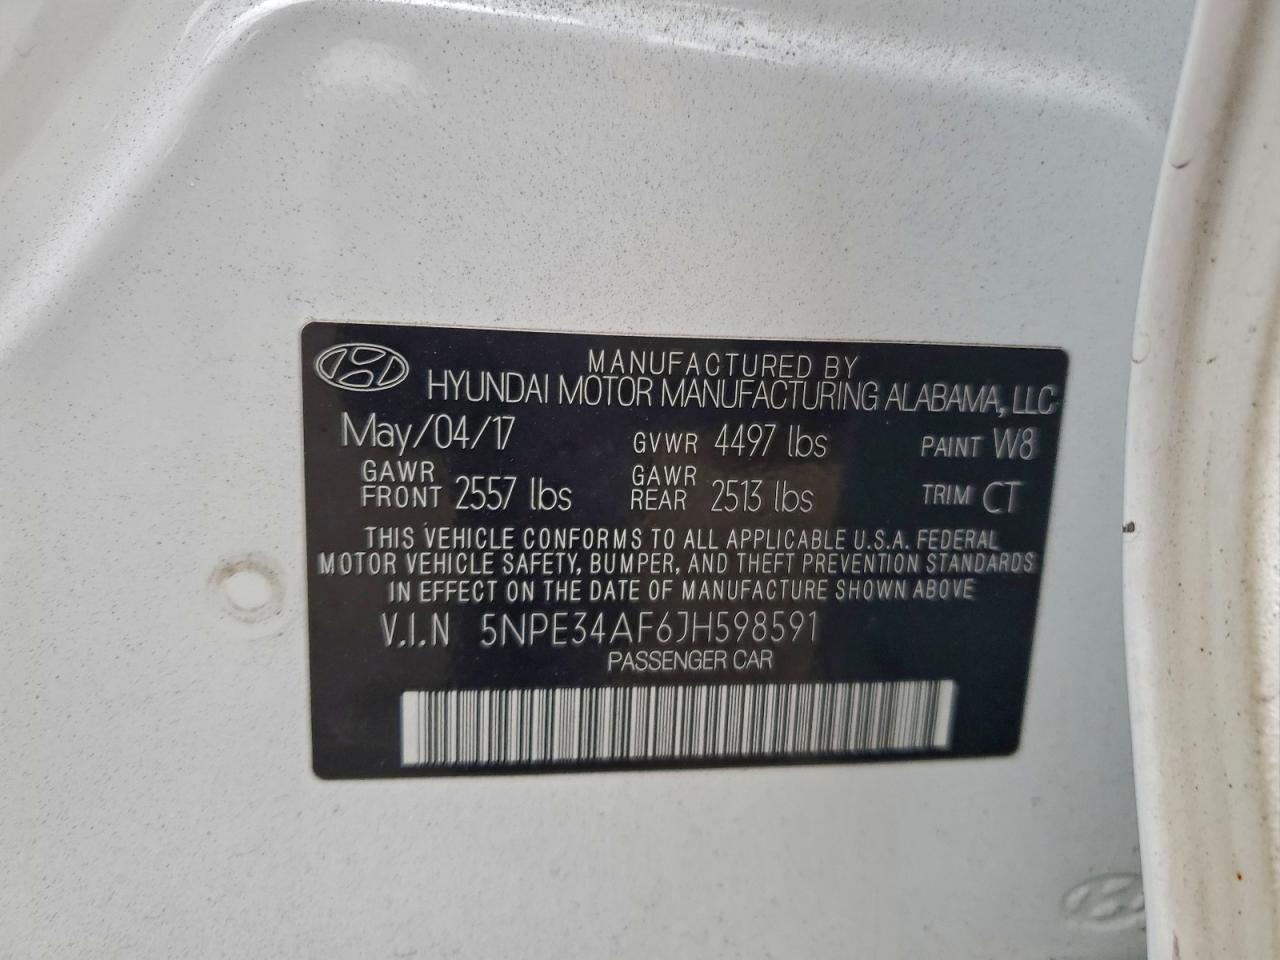 MANUFACTURED BY
HYUNDAI MOTOR MANUFACTURING ALABAMA, LLC
May/04/17 GVWR 4497 lbs PAINT W8
GAWR FRONT 2557 lbs GAWR REAR 2513 lbs TRIM CT
THIS VEHICLE CONFORMS TO ALL APPLICABLE U.S.A. FEDERAL
MOTOR VEHICLE SAFETY, BUMPER, AND THEFT PREVENTION STANDARDS
IN EFFECT ON THE DATE OF MANUFACTURE SHOWN ABOVE
V.I.N 5NPE34AF6JH598591
PASSENGER CAR